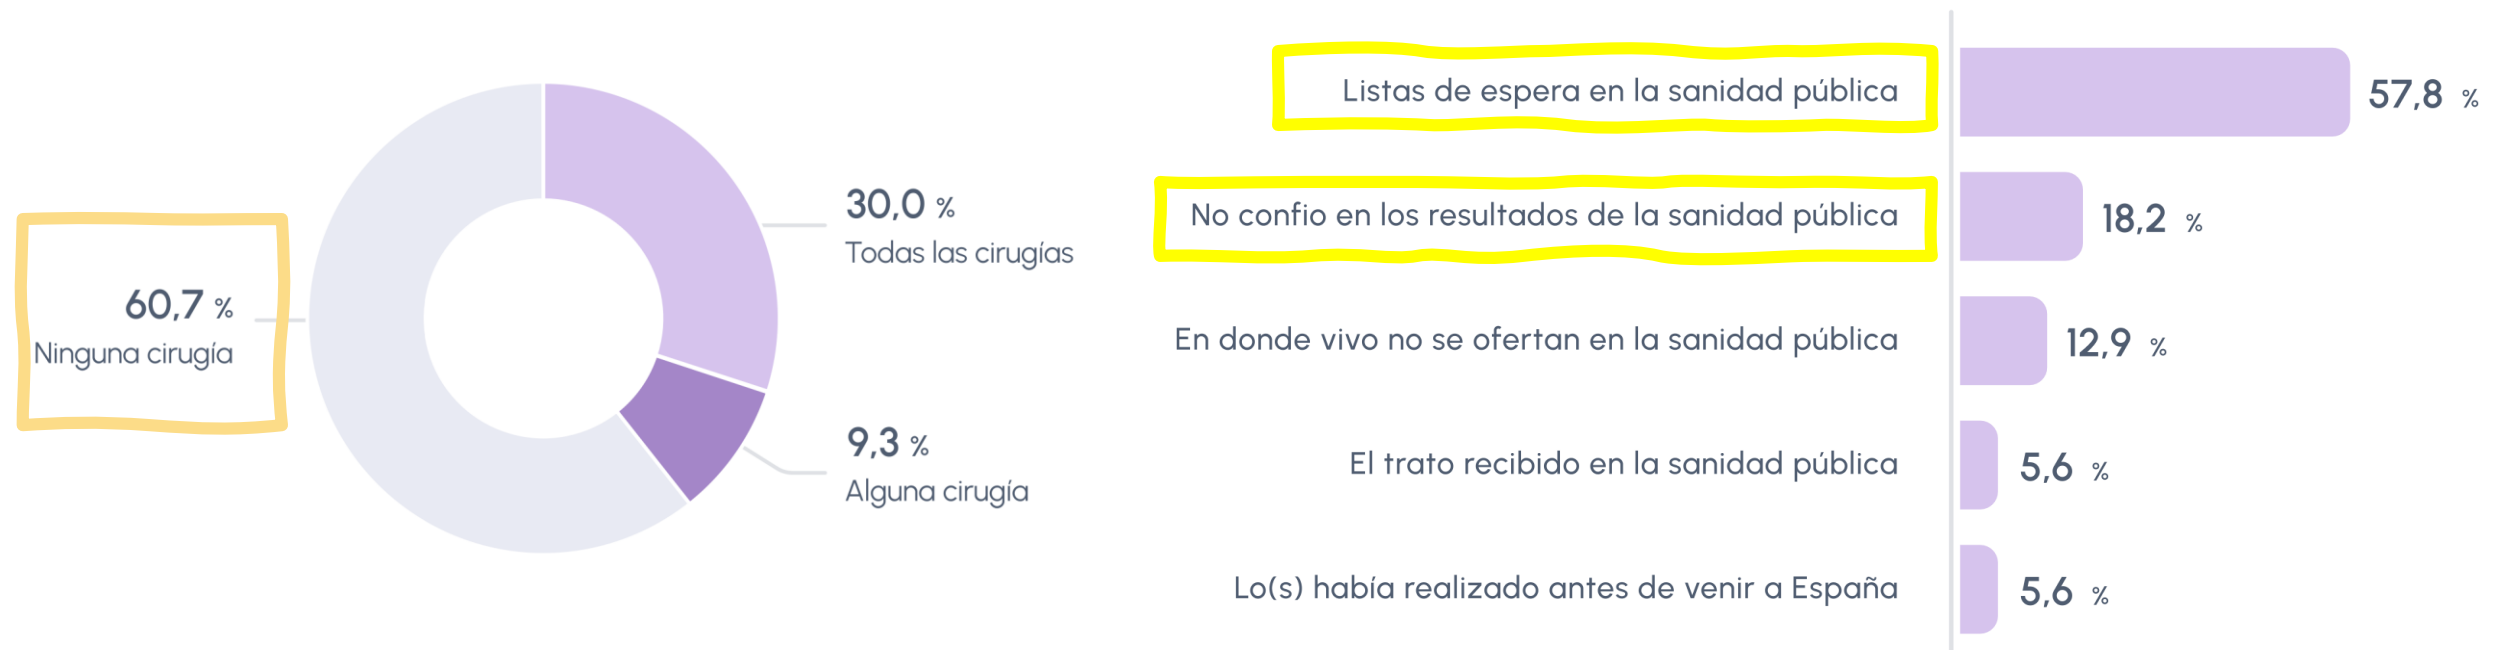 60,7 %
Ninguna cirugía
30,0 %
Todas las cirugías
9,3 %
Alguna cirugía
Listas de espera en la sanidad pública
57,8 %
No confio en los resultados de la sanidad pública
18,2 %
En donde vivo no se ofertan en la sanidad pública
12,9 %
El trato recibido en la sanidad pública
5,6 %
Lo(s) había realizado antes de venir a España
5,6 %